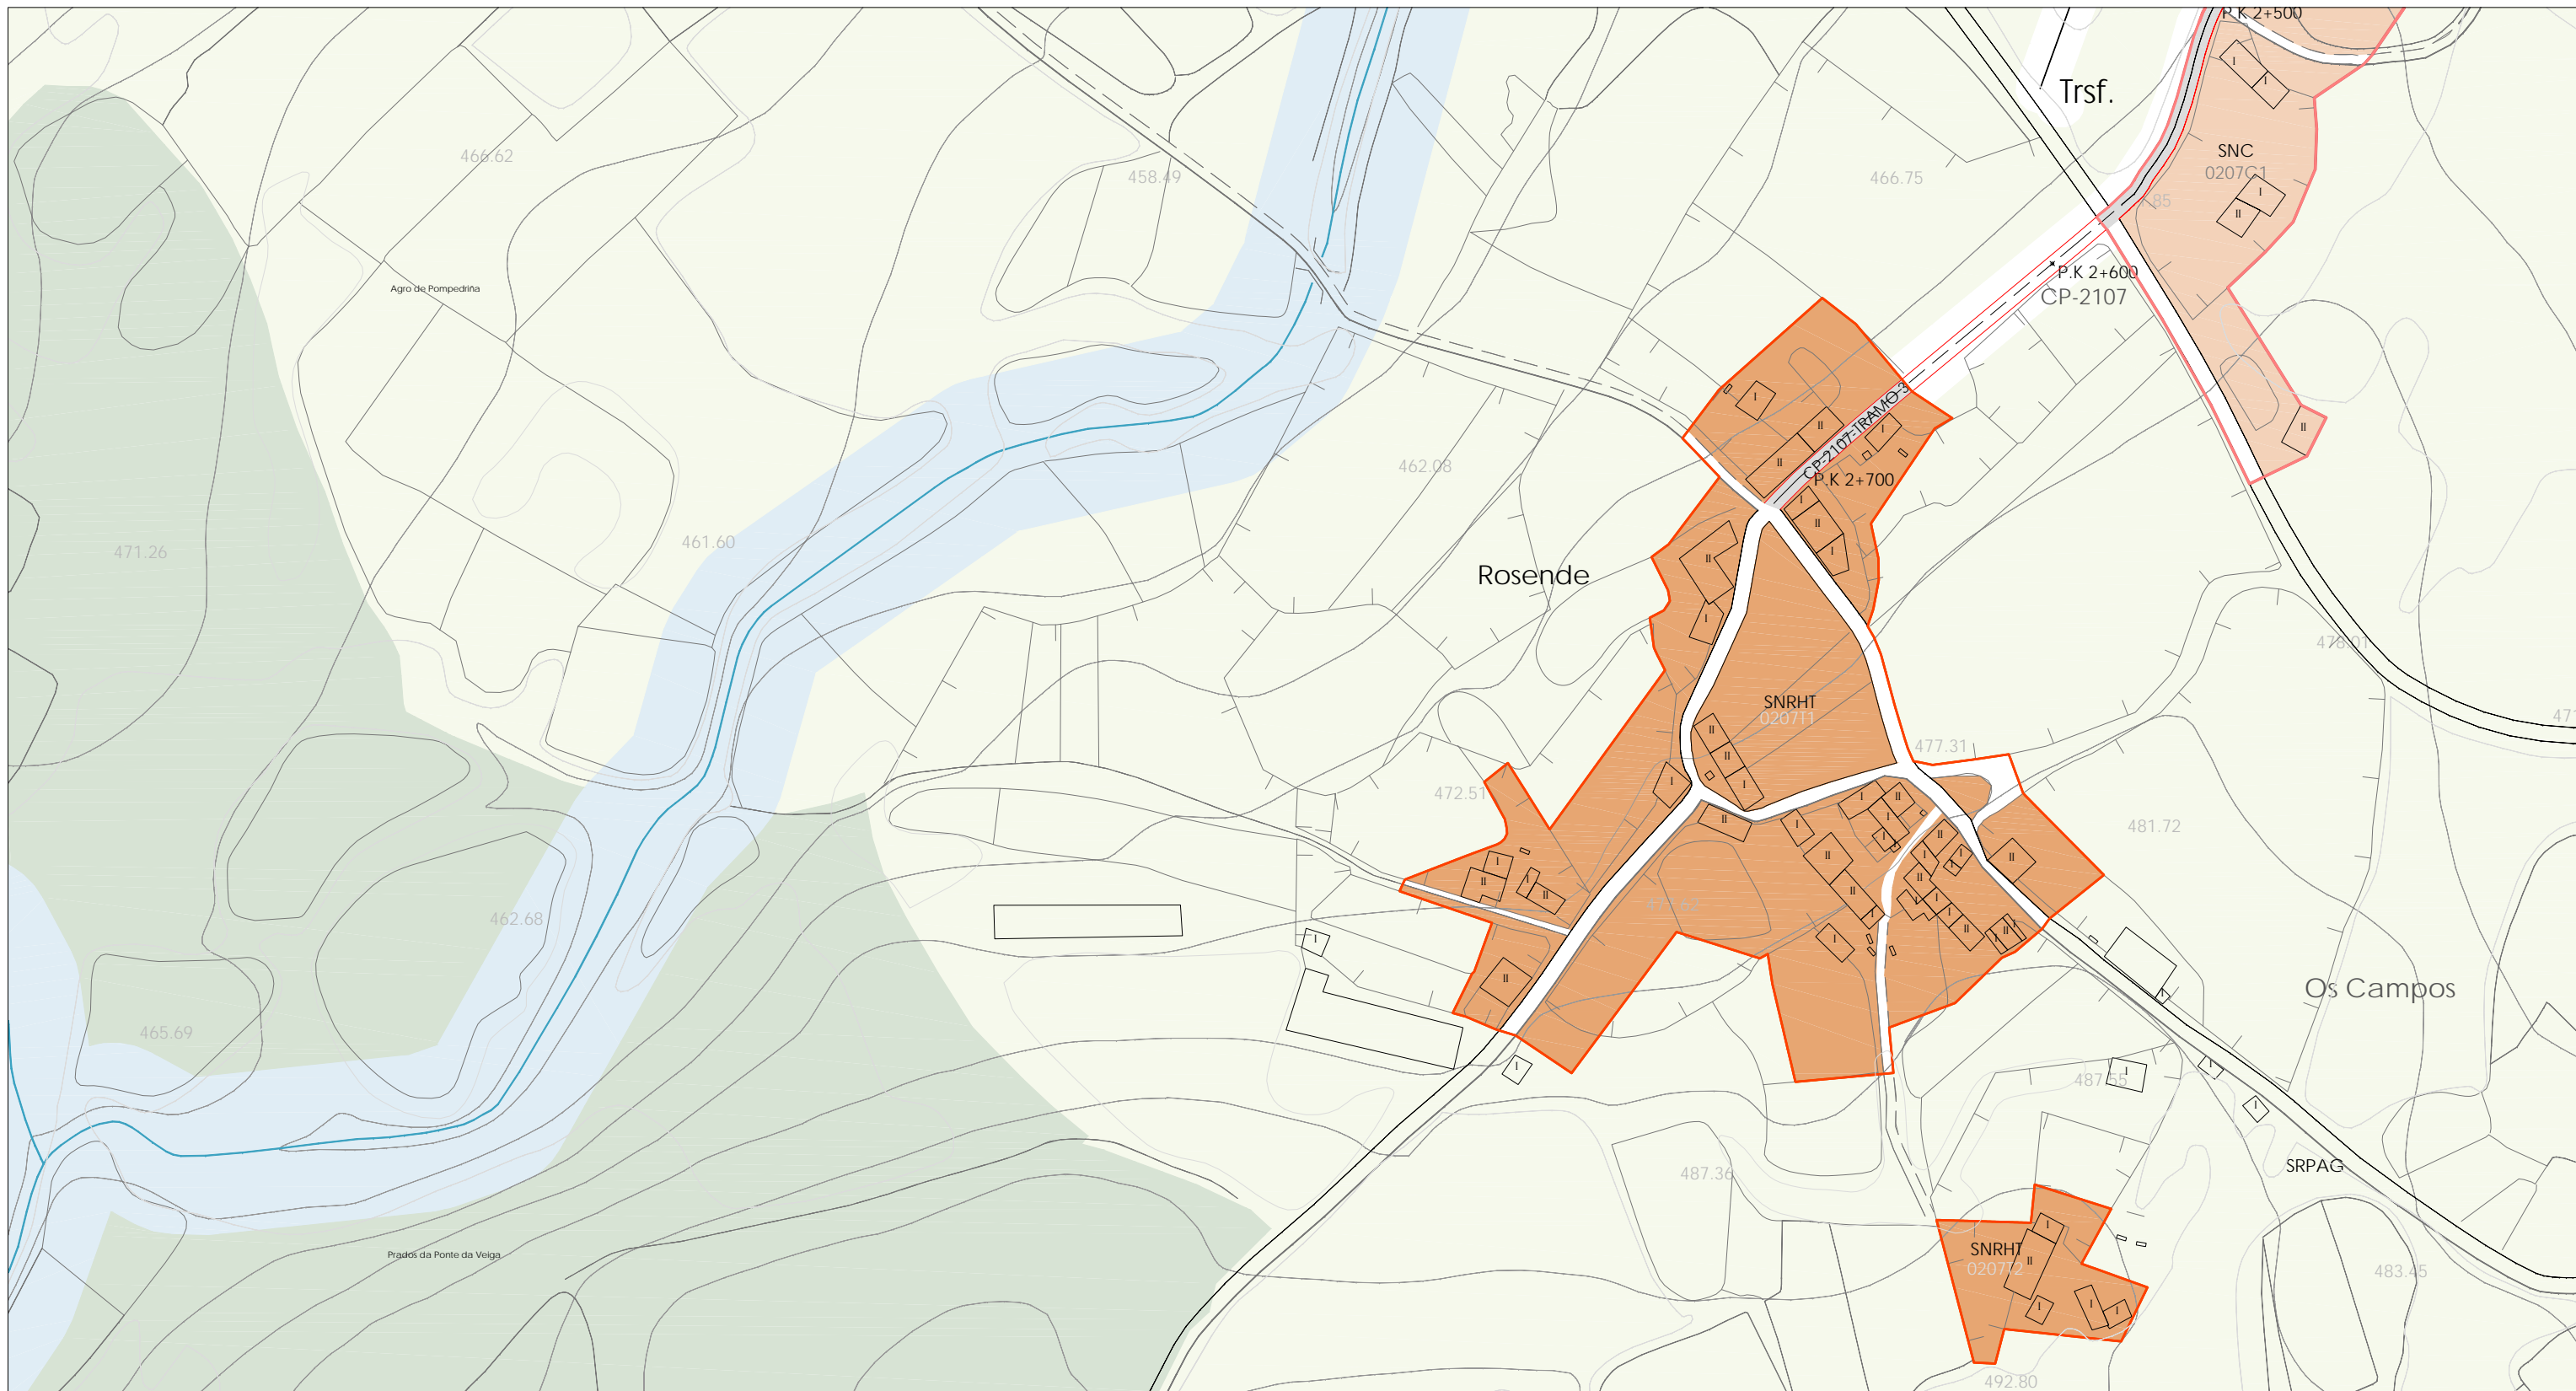 P.K 2+500
Trsf.
SNC
0207C1
466.62
458.49
466.75
P.K 2+600
CP-2107
Agro de Pompedriña
CP-2107-TRAMO-3
P.K 2+700
462.08
471.26
461.60
Rosende
478.01
SNRHT
0207T1
477.31
472.51
481.72
462.68
Os Campos
465.69
487.55
SRPAG
487.36
Prados da Ponte da Veiga
SNRHT
0207T2
483.45
492.80